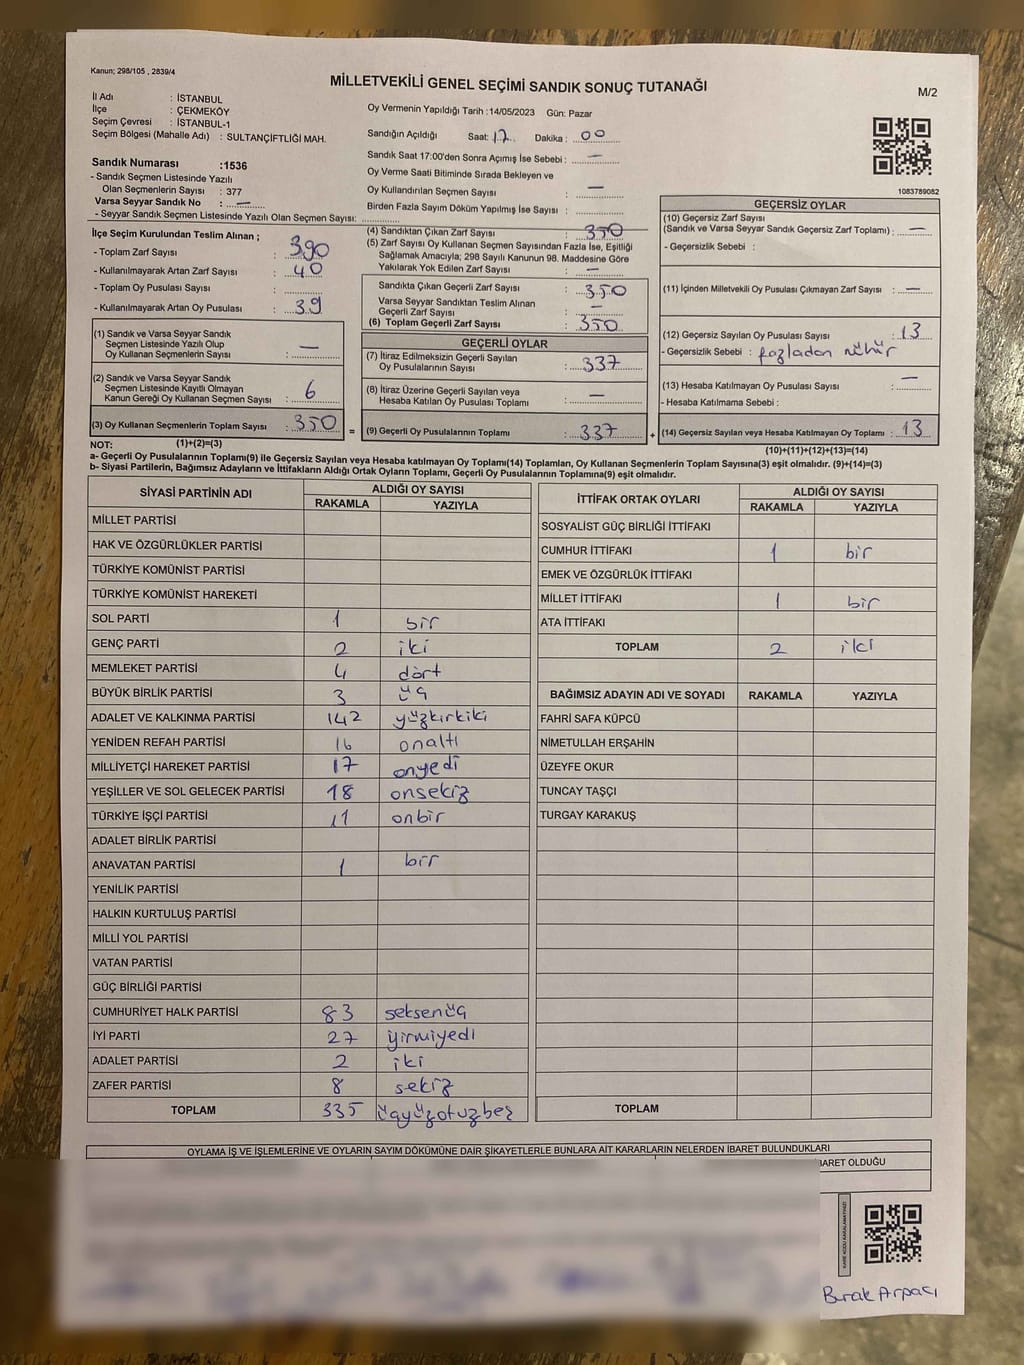 Kanun; 298/105 , 2839/4
MİLLETVEKİLİ GENEL SEÇİMİ SANDIK SONUÇ TUTANAĞI
M/2
İl Adı : İSTANBUL
İlçe : ÇEKMEKÖY
Seçim Çevresi : İSTANBUL-1
Seçim Bölgesi (Mahalle Adı) : SULTANÇİFTLİĞİ MAH.
Sandık Numarası :1536
- Sandık Seçmen Listesinde Yazılı
Olan Seçmenlerin Sayısı : 377
Varsa Seyyar Sandık No : —
- Seyyar Sandık Seçmen Listesinde Yazılı Olan Seçmen Sayısı: ............
Oy Vermenin Yapıldığı Tarih :14/05/2023 Gün: Pazar
Sandığın Açıldığı Saat: 17 Dakika : 00
Sandık Saat 17:00'den Sonra Açılmış İse Sebebi : —
Oy Verme Saati Bitiminde Sırada Bekleyen ve
Oy Kullandırılan Seçmen Sayısı : —
Birden Fazla Sayım Döküm Yapılmış İse Sayısı : ............
1083789082
İlçe Seçim Kurulundan Teslim Alınan ;
- Toplam Zarf Sayısı : 390
- Kullanılmayarak Artan Zarf Sayısı : 40
- Toplam Oy Pusulası Sayısı : ............
- Kullanılmayarak Artan Oy Pusulası : 39
(1) Sandık ve Varsa Seyyar Sandık
Seçmen Listesinde Yazılı Olup
Oy Kullanan Seçmenlerin Sayısı : —
(2) Sandık ve Varsa Seyyar Sandık
Seçmen Listesinde Kayıtlı Olmayan
Kanun Gereği Oy Kullanan Seçmen Sayısı : 6
(3) Oy Kullanan Seçmenlerin Toplam Sayısı : 350 =
(4) Sandıktan Çıkan Zarf Sayısı : 350
(5) Zarf Sayısı Oy Kullanan Seçmen Sayısından Fazla İse, Eşitliği
Sağlamak Amacıyla; 298 Sayılı Kanunun 98. Maddesine Göre
Yakılarak Yok Edilen Zarf Sayısı : —
Sandıkta Çıkan Geçerli Zarf Sayısı : 350
Varsa Seyyar Sandıktan Teslim Alınan
Geçerli Zarf Sayısı : —
(6) Toplam Geçerli Zarf Sayısı : 350
GEÇERLİ OYLAR
(7) İtiraz Edilmeksizin Geçerli Sayılan
Oy Pusulalarının Sayısı : 337
(8) İtiraz Üzerine Geçerli Sayılan veya
Hesaba Katılan Oy Pusulası Toplamı : —
(9) Geçerli Oy Pusulalarının Toplamı : 337 +
GEÇERSİZ OYLAR
(10) Geçersiz Zarf Sayısı
(Sandık ve Varsa Seyyar Sandık Geçersiz Zarf Toplamı) : —
- Geçersizlik Sebebi :
(11) İçinden Milletvekili Oy Pusulası Çıkmayan Zarf Sayısı : —
(12) Geçersiz Sayılan Oy Pusulası Sayısı : 13
- Geçersizlik Sebebi : fazladan mühür
(13) Hesaba Katılmayan Oy Pusulası Sayısı : —
- Hesaba Katılmama Sebebi :
(14) Geçersiz Sayılan veya Hesaba Katılmayan Oy Toplamı : 13
NOT: (1)+(2)=(3)
(10)+(11)+(12)+(13)=(14)
a- Geçerli Oy Pusulalarının Toplamı(9) ile Geçersiz Sayılan veya Hesaba katılmayan Oy Toplamı(14) Toplamları, Oy Kullanan Seçmenlerin Toplam Sayısına(3) eşit olmalıdır. (9)+(14)=(3)
b- Siyasi Partilerin, Bağımsız Adayların ve İttifakların Aldığı Ortak Oyların Toplamı, Geçerli Oy Pusulalarının Toplamına(9) eşit olmalıdır.
SİYASİ PARTİNİN ADI ALDIĞI OY SAYISI
RAKAMLA YAZIYLA
MİLLET PARTİSİ
HAK VE ÖZGÜRLÜKLER PARTİSİ
TÜRKİYE KOMÜNİST PARTİSİ
TÜRKİYE KOMÜNİST HAREKETİ
SOL PARTİ 1 bir
GENÇ PARTİ 2 iki
MEMLEKET PARTİSİ 4 dört
BÜYÜK BİRLİK PARTİSİ 3 üç
ADALET VE KALKINMA PARTİSİ 142 yüzkırkiki
YENİDEN REFAH PARTİSİ 16 onaltı
MİLLİYETÇİ HAREKET PARTİSİ 17 onyedi
YEŞİLLER VE SOL GELECEK PARTİSİ 18 onsekiz
TÜRKİYE İŞÇİ PARTİSİ 11 onbir
ADALET BİRLİK PARTİSİ
ANAVATAN PARTİSİ 1 bir
YENİLİK PARTİSİ
HALKIN KURTULUŞ PARTİSİ
MİLLİ YOL PARTİSİ
VATAN PARTİSİ
GÜÇ BİRLİĞİ PARTİSİ
CUMHURİYET HALK PARTİSİ 83 seksenüç
İYİ PARTİ 27 yirmiyedi
ADALET PARTİSİ 2 iki
ZAFER PARTİSİ 8 sekiz
TOPLAM 335 üçyüzotuzbeş
İTTİFAK ORTAK OYLARI ALDIĞI OY SAYISI
RAKAMLA YAZIYLA
SOSYALİST GÜÇ BİRLİĞİ İTTİFAKI
CUMHUR İTTİFAKI 1 bir
EMEK VE ÖZGÜRLÜK İTTİFAKI
MİLLET İTTİFAKI 1 bir
ATA İTTİFAKI
TOPLAM 2 iki
BAĞIMSIZ ADAYIN ADI VE SOYADI RAKAMLA YAZIYLA
FAHRİ SAFA KÜPCÜ
NİMETULLAH ERŞAHİN
ÜZEYFE OKUR
TUNCAY TAŞÇI
TURGAY KARAKUŞ
TOPLAM
OYLAMA İŞ VE İŞLEMLERİNE VE OYLARIN SAYIM DÖKÜMÜNE DAİR ŞİKAYETLERLE BUNLARA AİT KARARLARIN NELERDEN İBARET BULUNDUKLARI
BARET OLDUĞU
Burak Arpacı